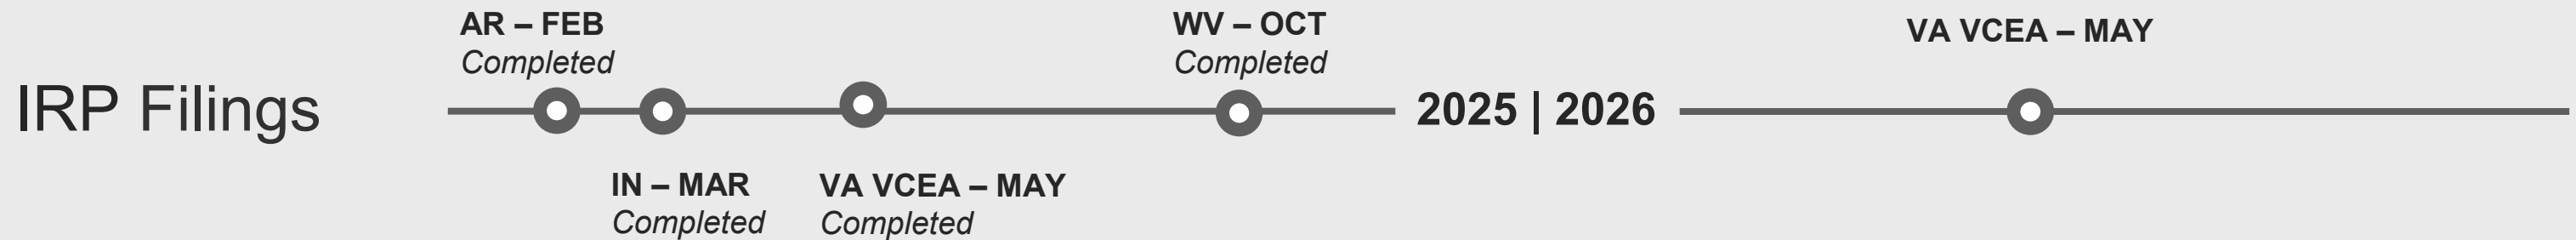 IRP Filings
AR – FEB
Completed
IN – MAR
Completed
VA VCEA – MAY
Completed
WV – OCT
Completed
2025 | 2026
VA VCEA – MAY